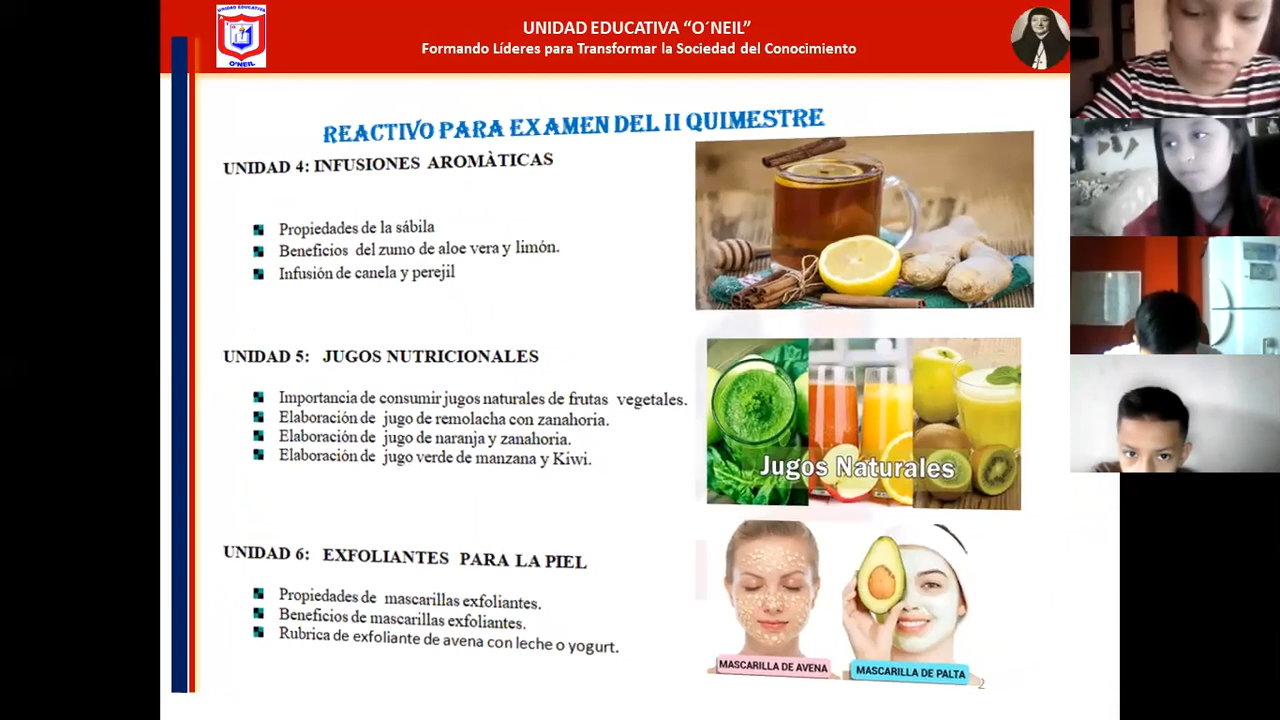 UNIDAD EDUCATIVA
O´NEIL
UNIDAD EDUCATIVA “O´NEIL”
Formando Líderes para Transformar la Sociedad del Conocimiento
REACTIVO PARA EXAMEN DEL II QUIMESTRE
UNIDAD 4: INFUSIONES AROMÀTICAS
Propiedades de la sábila
Beneficios del zumo de aloe vera y limón.
Infusión de canela y perejil
UNIDAD 5: JUGOS NUTRICIONALES
Importancia de consumir jugos naturales de frutas vegetales.
Elaboración de jugo de remolacha con zanahoria.
Elaboración de jugo de naranja y zanahoria.
Elaboración de jugo verde de manzana y Kiwi.
Jugos Naturales
UNIDAD 6: EXFOLIANTES PARA LA PIEL
Propiedades de mascarillas exfoliantes.
Beneficios de mascarillas exfoliantes.
Rubrica de exfoliante de avena con leche o yogurt.
MASCARILLA DE AVENA
MASCARILLA DE PALTA
2